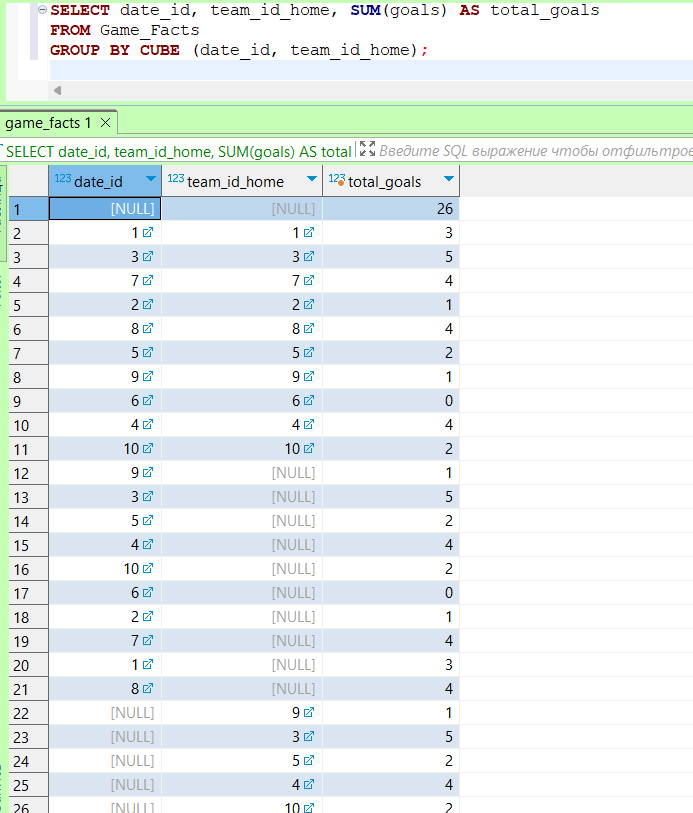 SELECT date_id, team_id_home, SUM(goals) AS total_goals
FROM Game_Facts
GROUP BY CUBE (date_id, team_id_home);
game_facts 1
SELECT date_id, team_id_home, SUM(goals) AS total Введите SQL выражение чтобы отфильтров
123 date_id 123 team_id_home 123 total_goals
1 [NULL] [NULL] 26
2 1 1 3
3 3 3 5
4 7 7 4
5 2 2 1
6 8 8 4
7 5 5 2
8 9 9 1
9 6 6 0
10 4 4 4
11 10 10 2
12 9 [NULL] 1
13 3 [NULL] 5
14 5 [NULL] 2
15 4 [NULL] 4
16 10 [NULL] 2
17 6 [NULL] 0
18 2 [NULL] 1
19 7 [NULL] 4
20 1 [NULL] 3
21 8 [NULL] 4
22 [NULL] 9 1
23 [NULL] 3 5
24 [NULL] 5 2
25 [NULL] 4 4
26 [NULL] 10 2